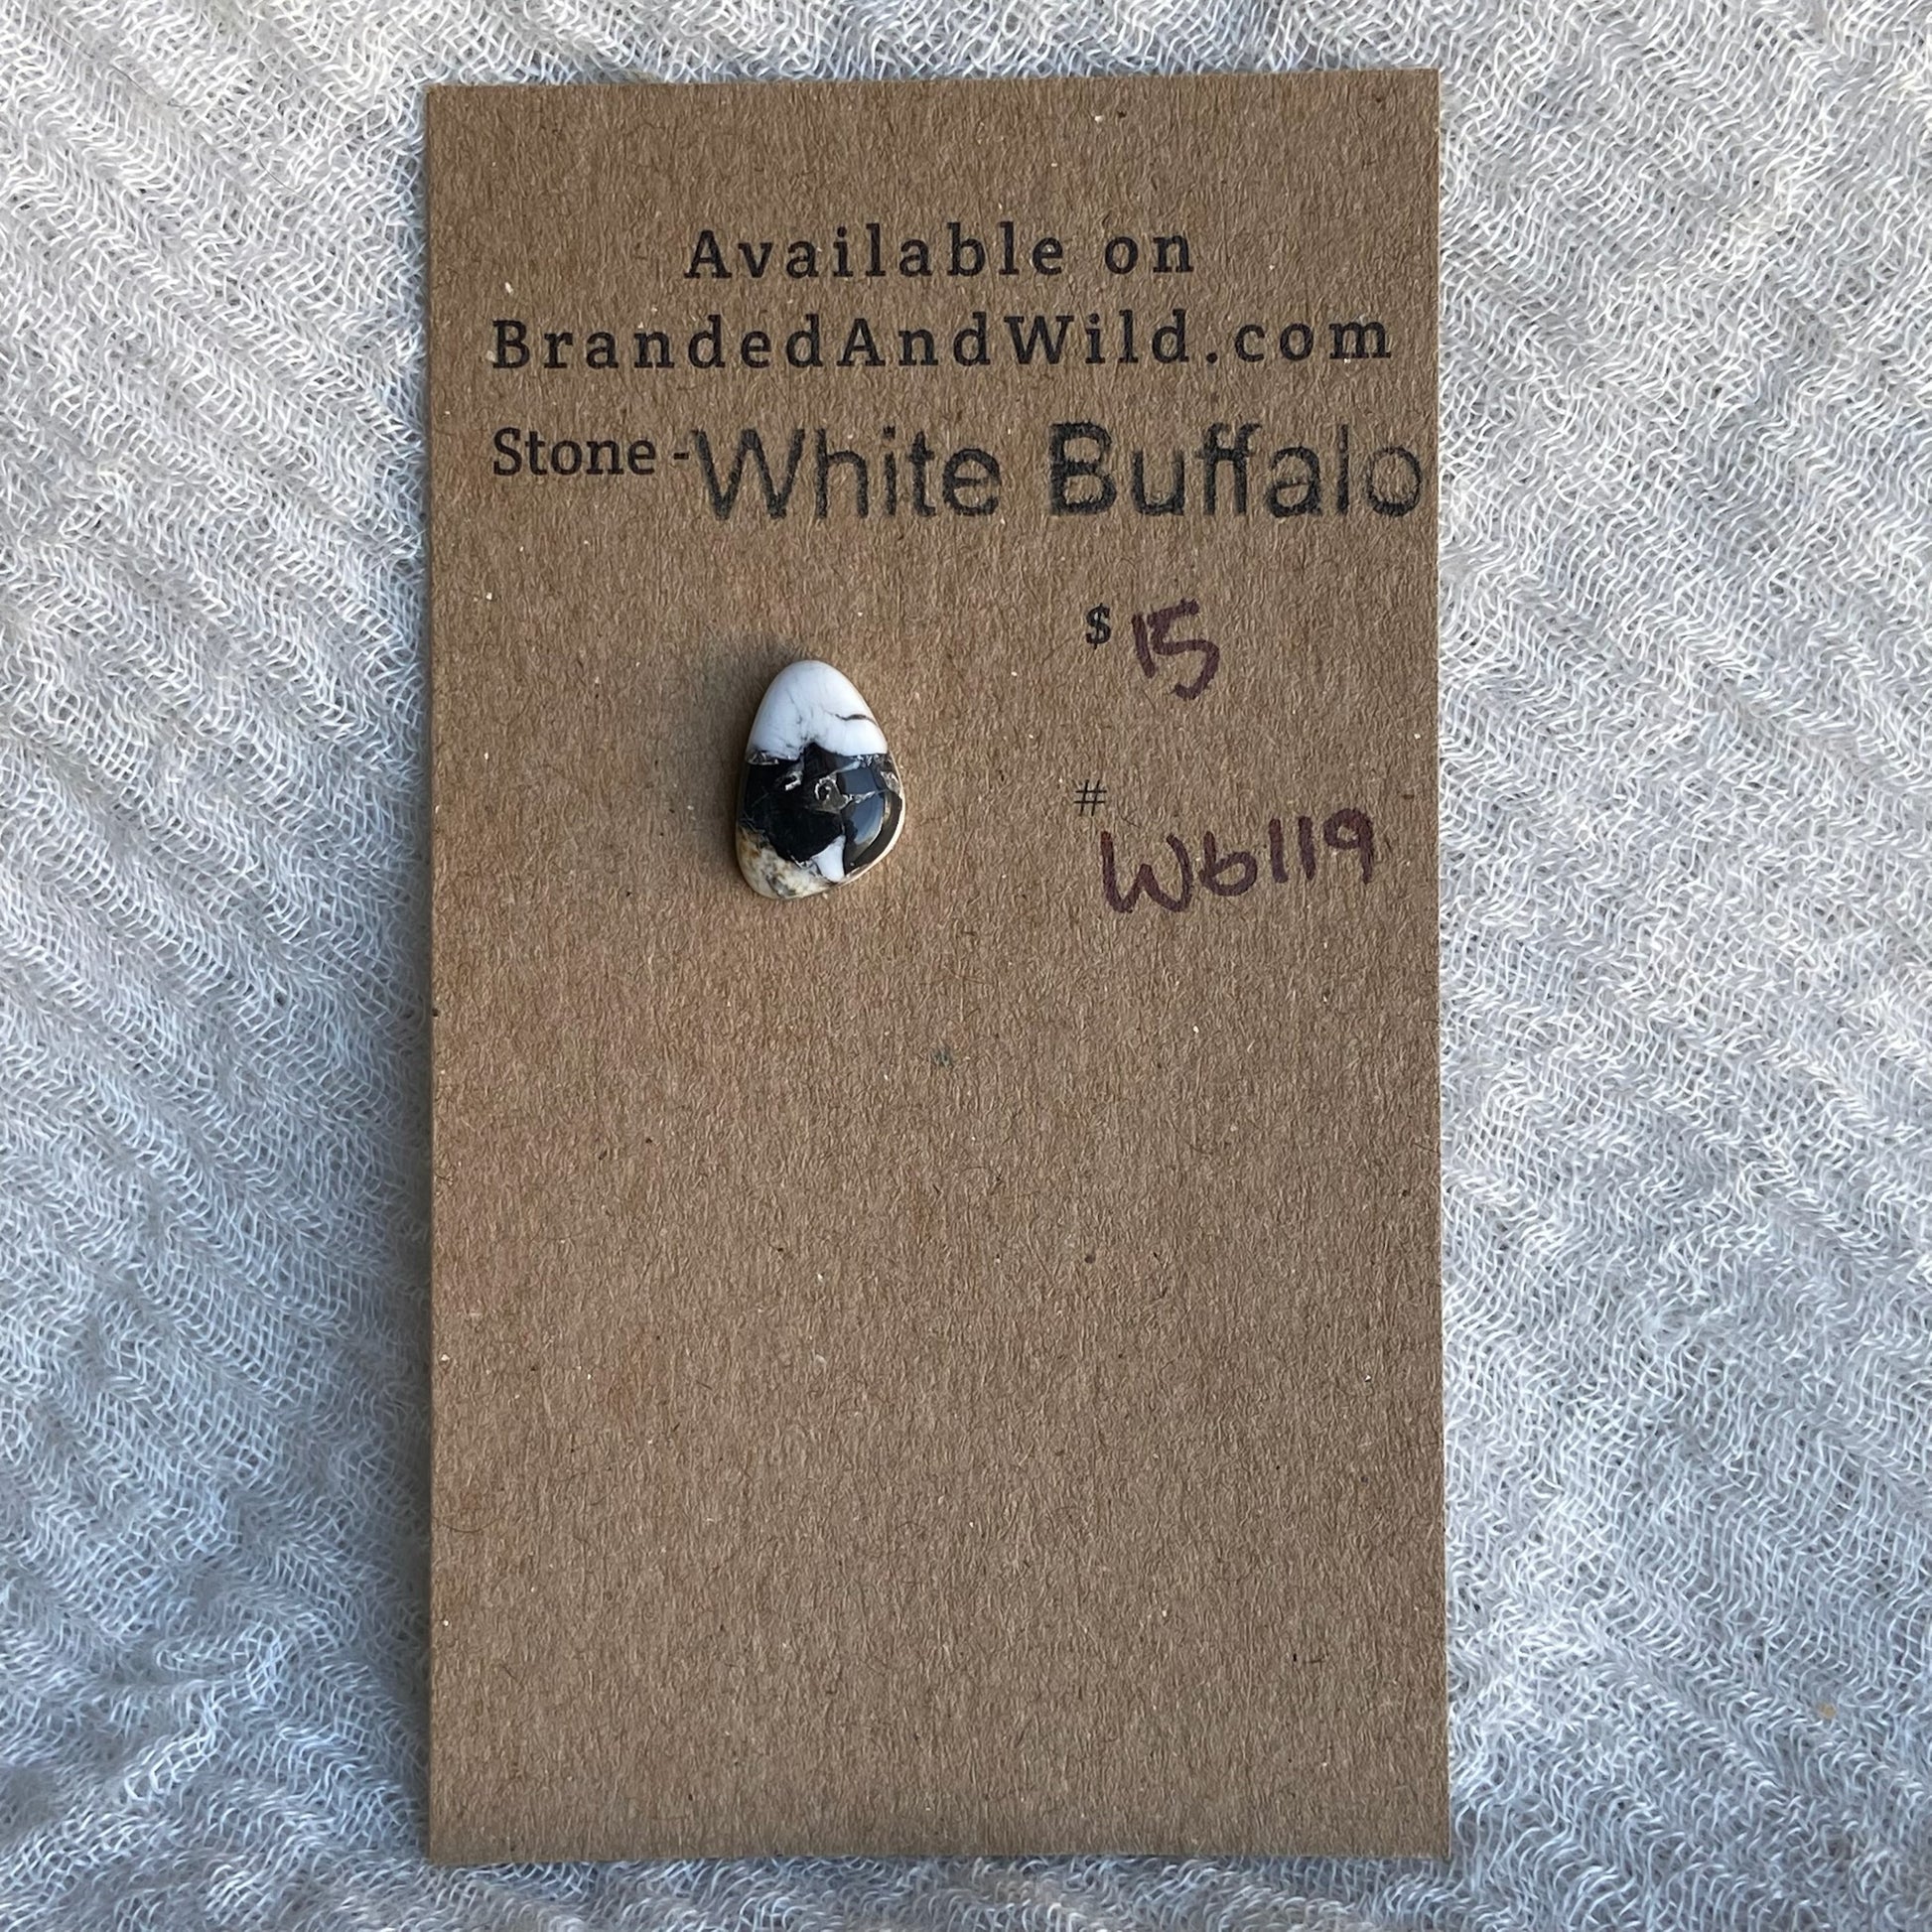 Available on
BrandedAndWild.com
Stone - White Buffalo
$ 15
#
Wb119